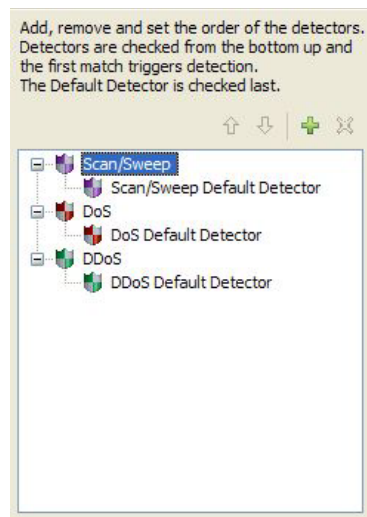 Add, remove and set the order of the detectors.
Detectors are checked from the bottom up and
the first match triggers detection.
The Default Detector is checked last.
Scan/Sweep
Scan/Sweep Default Detector
DoS
DoS Default Detector
DDoS
DDoS Default Detector